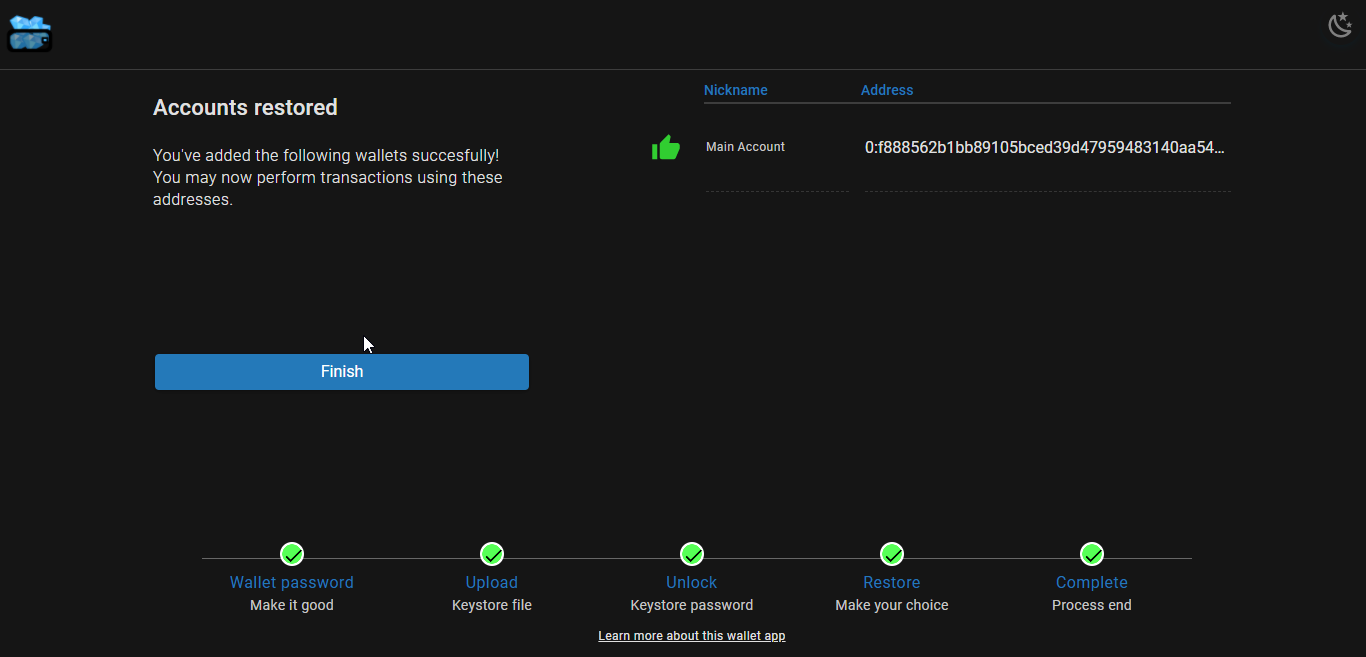 Accounts restored
You've added the following wallets succesfully!
You may now perform transactions using these
addresses.
Finish
Nickname Address
Main Account 0:f888562b1bb89105bced39d47959483140aa54...
Wallet password Upload Unlock Restore Complete
Make it good Keystore file Keystore password Make your choice Process end
Learn more about this wallet app